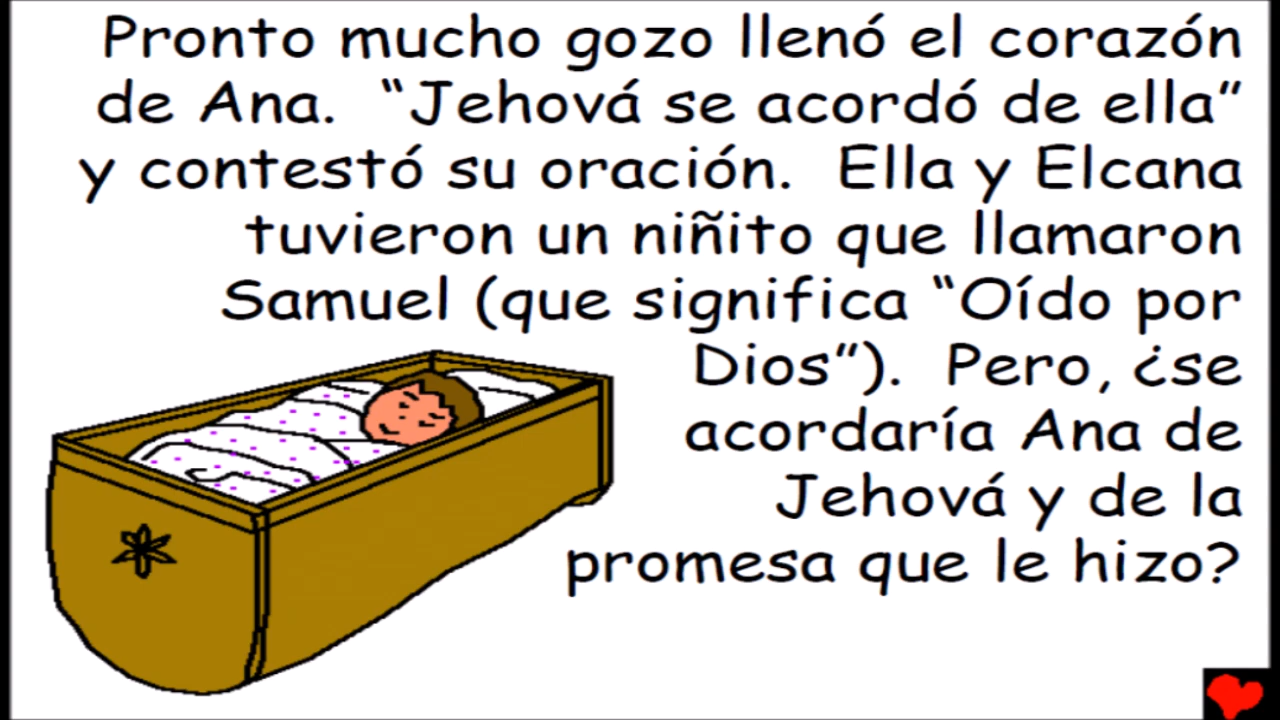 Pronto mucho gozo llenó el corazón
de Ana. “Jehová se acordó de ella”
y contestó su oración. Ella y Elcana
tuvieron un niñito que llamaron
Samuel (que significa “Oído por
Dios”). Pero, ¿se
acordaría Ana de
Jehová y de la
promesa que le hizo?